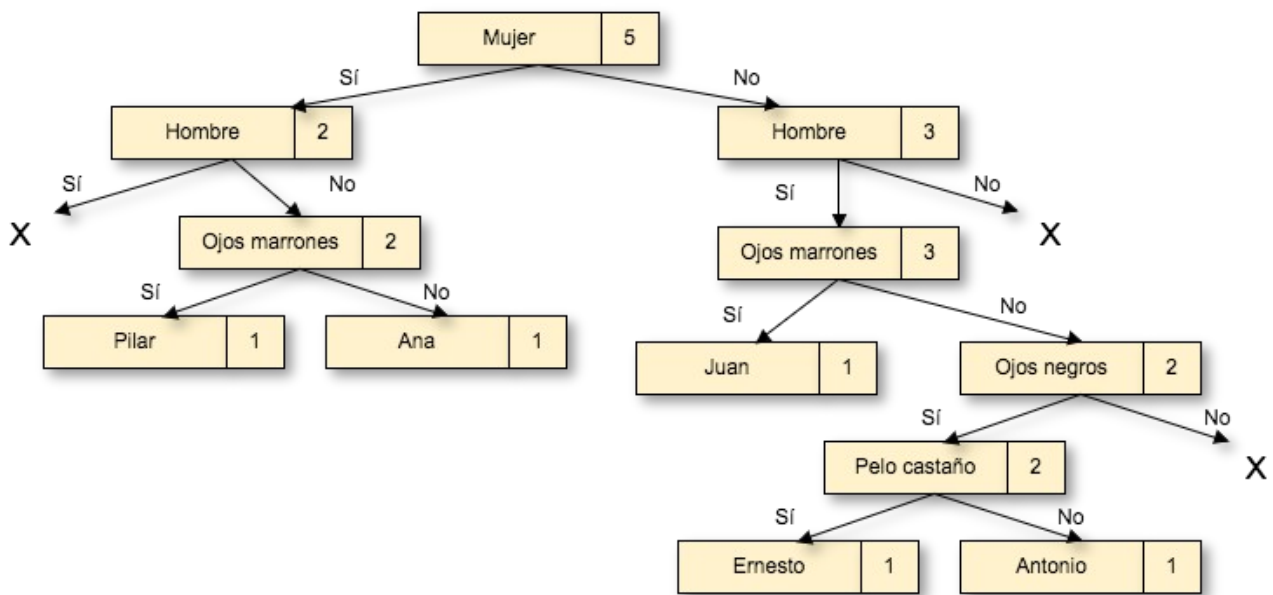 Mujer 5
Sí No
Hombre 2 Hombre 3
Sí No Sí No
X Ojos marrones 2 Ojos marrones 3 X
Sí No Sí No
Pilar 1 Ana 1 Juan 1 Ojos negros 2
Sí No
Pelo castaño 2 X
Sí No
Ernesto 1 Antonio 1